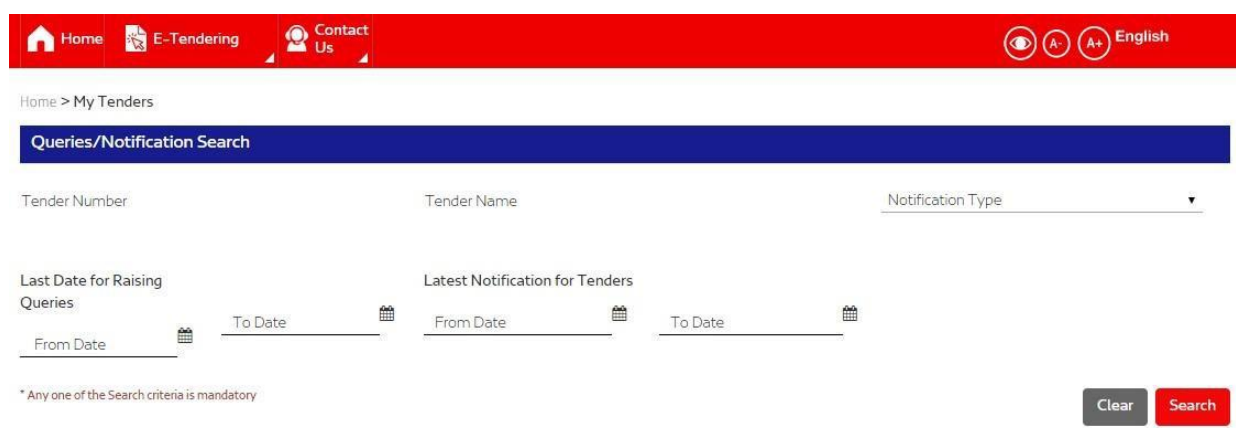 Home E-Tendering Contact Us A- A+ English
Home > My Tenders
Queries/Notification Search
Tender Number Tender Name Notification Type
Last Date for Raising Queries Latest Notification for Tenders
From Date To Date From Date To Date
* Any one of the Search criteria is mandatory
Clear Search